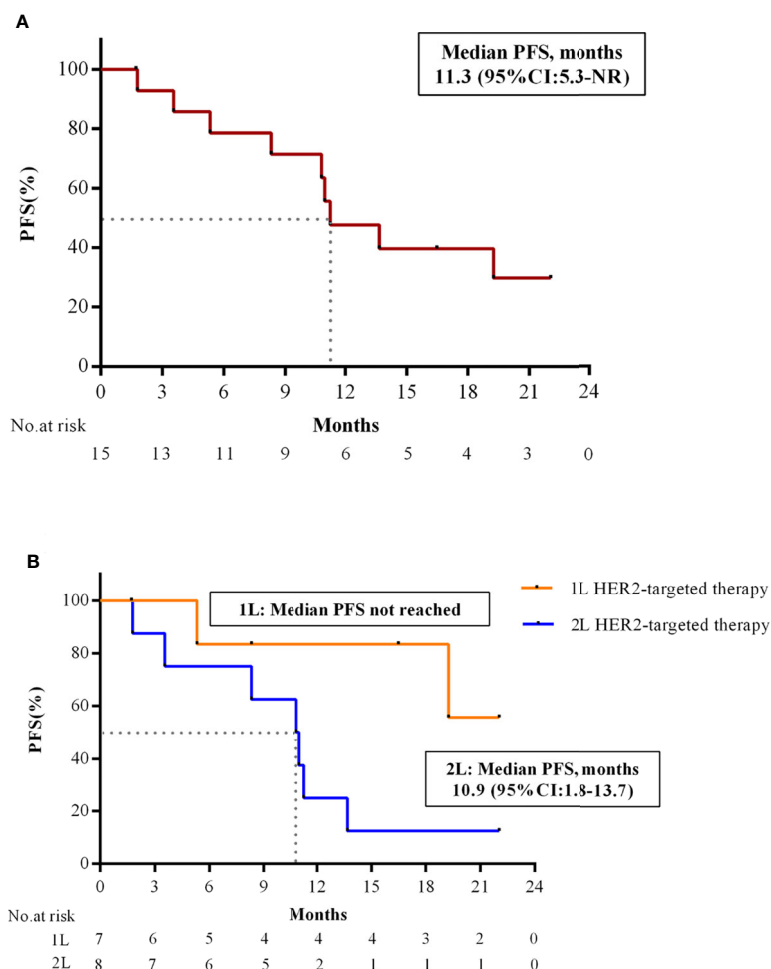 A
Median PFS, months
11.3 (95%CI:5.3-NR)
100
80
60
40
20
0
PFS(%)
0 3 6 9 12 15 18 21 24
No.at risk
Months
15 13 11 9 6 5 4 3 0
B
1L: Median PFS not reached
1L HER2-targeted therapy
2L HER2-targeted therapy
100
80
60
40
20
0
PFS(%)
2L: Median PFS, months
10.9 (95%CI:1.8-13.7)
0 3 6 9 12 15 18 21 24
No.at risk
Months
1L 7 6 5 4 4 4 3 2 0
2L 8 7 6 5 2 1 1 1 0